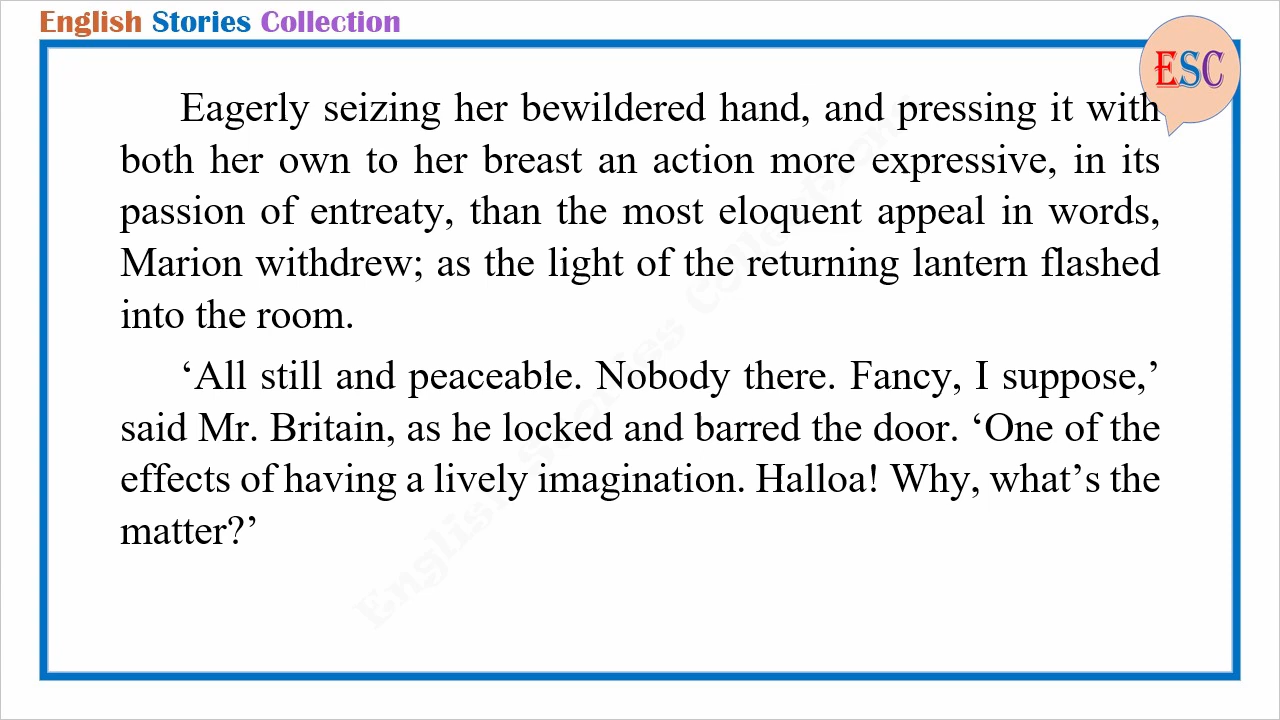 English Stories Collection
ESC
Eagerly seizing her bewildered hand, and pressing it with
both her own to her breast an action more expressive, in its
passion of entreaty, than the most eloquent appeal in words,
Marion withdrew; as the light of the returning lantern flashed
into the room.
‘All still and peaceable. Nobody there. Fancy, I suppose,’
said Mr. Britain, as he locked and barred the door. ‘One of the
effects of having a lively imagination. Halloa! Why, what’s the
matter?’